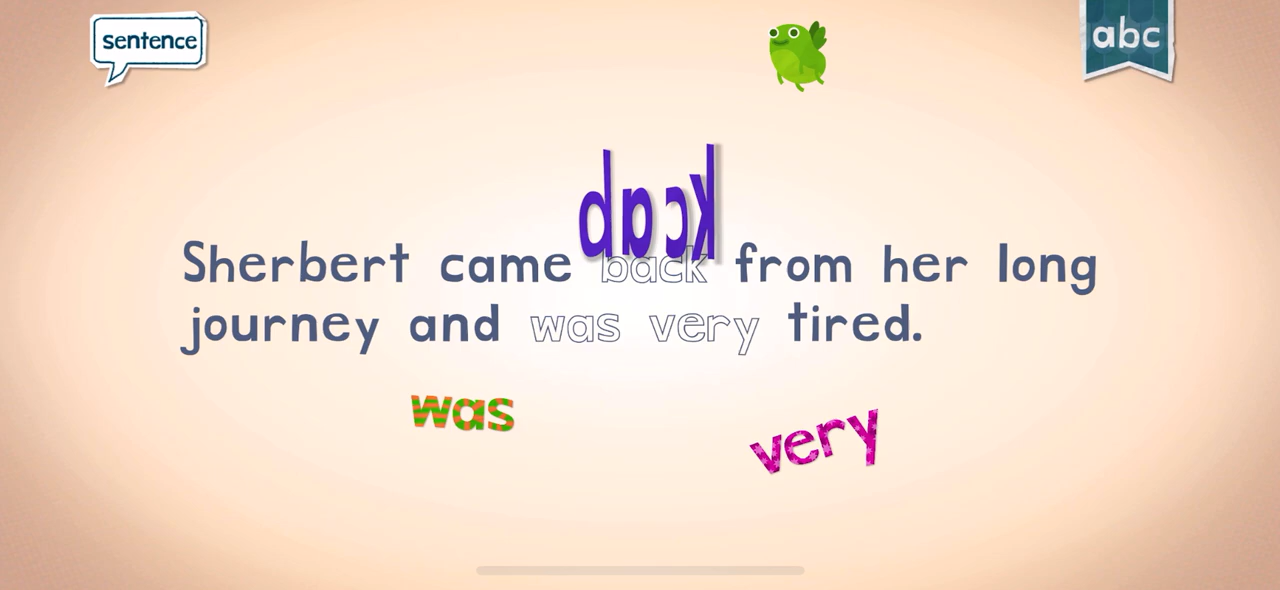 sentence
abc
back
Sherbert came back from her long
journey and was very tired.
was
very